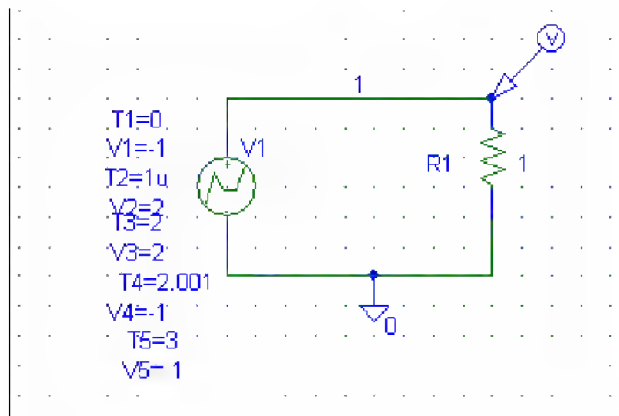 V
1
T1=0
V1=-1
V1
T2=1u
R1
1
V2=2
T3=2
V3=2
T4=2.001
V4=-1
0
T5=3
V5=-1